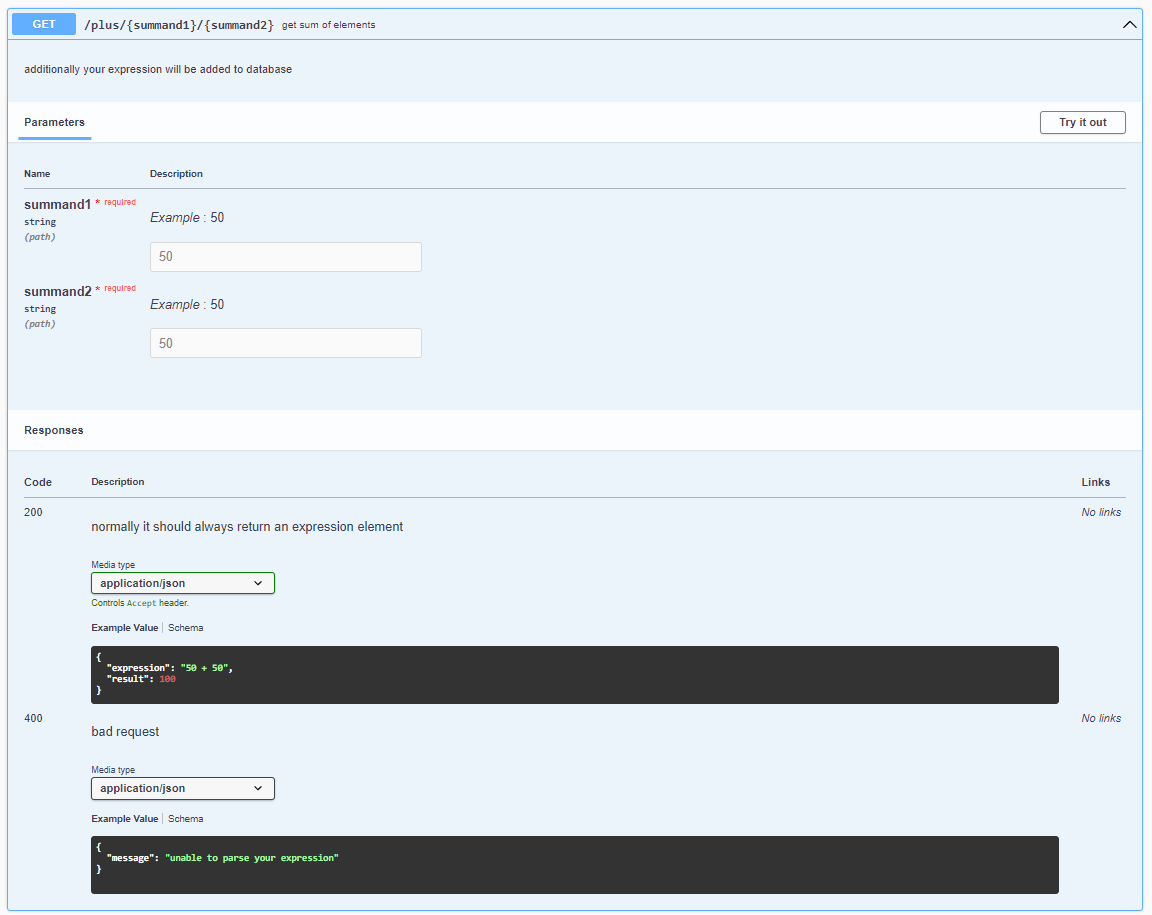 GET /plus/{summand1}/{summand2} get sum of elements
additionally your expression will be added to database
Parameters
Try it out
Name Description
summand1 * required
string
(path)
Example : 50
50
summand2 * required
string
(path)
Example : 50
50
Responses
Code Description Links
200
normally it should always return an expression element
No links
Media type
application/json
Controls Accept header.
Example Value Schema
{
"expression": "50 + 50",
"result": 100
}
400
bad request
No links
Media type
application/json
Example Value Schema
{
"message": "unable to parse your expression"
}